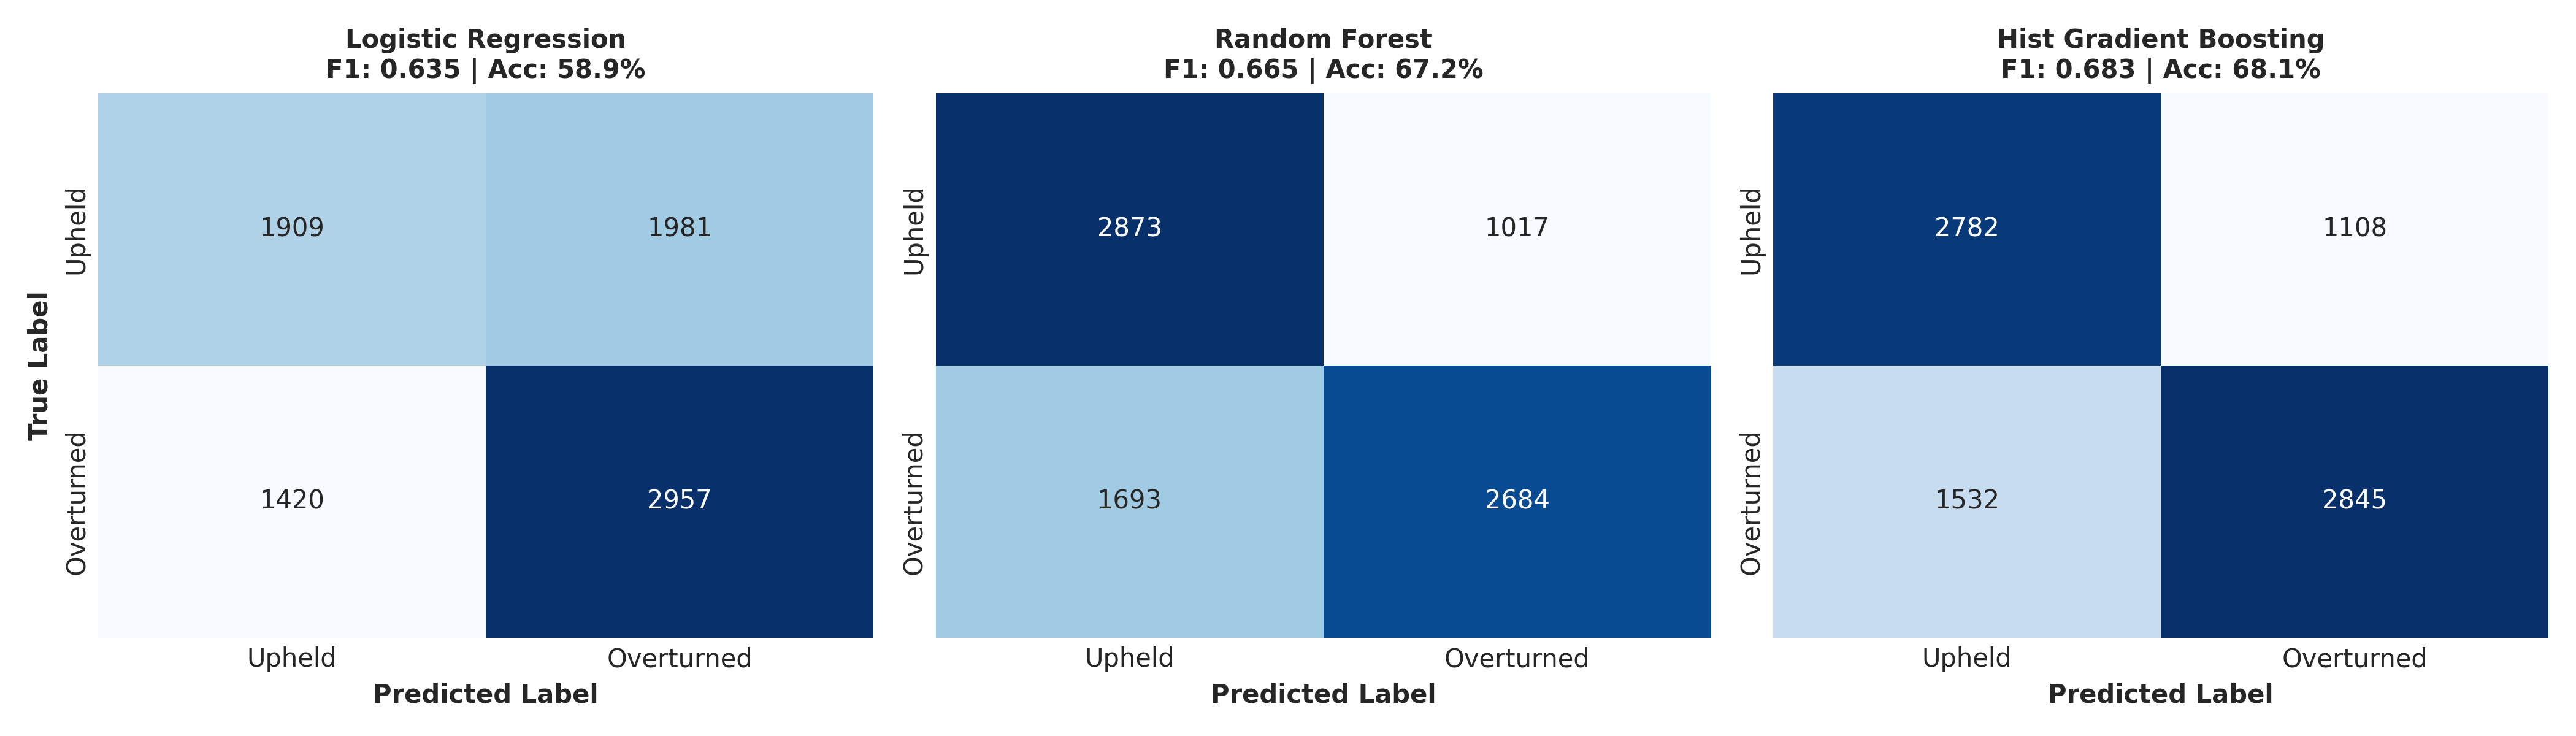 Logistic Regression
F1: 0.635 | Acc: 58.9%
True Label
Upheld
Overturned
1909
1981
1420
2957
Upheld
Overturned
Predicted Label
Random Forest
F1: 0.665 | Acc: 67.2%
Upheld
Overturned
2873
1017
1693
2684
Upheld
Overturned
Predicted Label
Hist Gradient Boosting
F1: 0.683 | Acc: 68.1%
Upheld
Overturned
2782
1108
1532
2845
Upheld
Overturned
Predicted Label